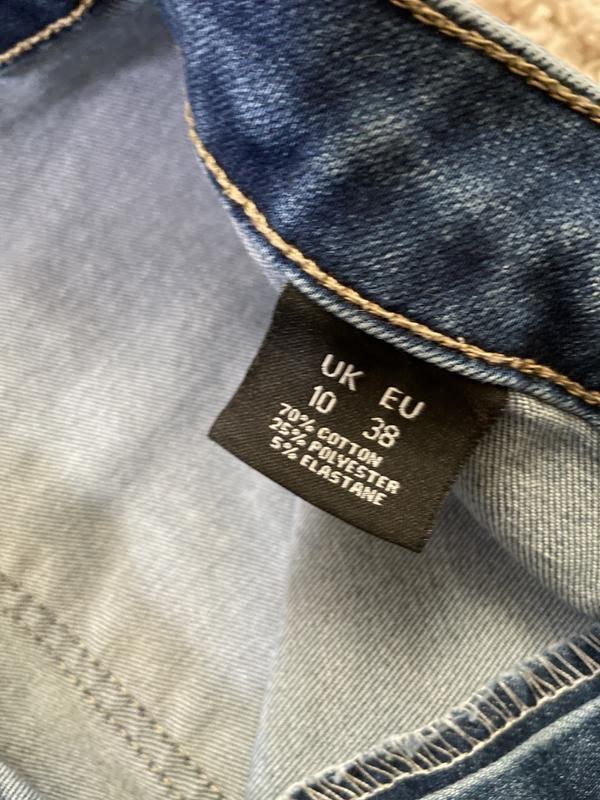 UK EU
10 38
70% COTTON
25% POLYESTER
5% ELASTANE